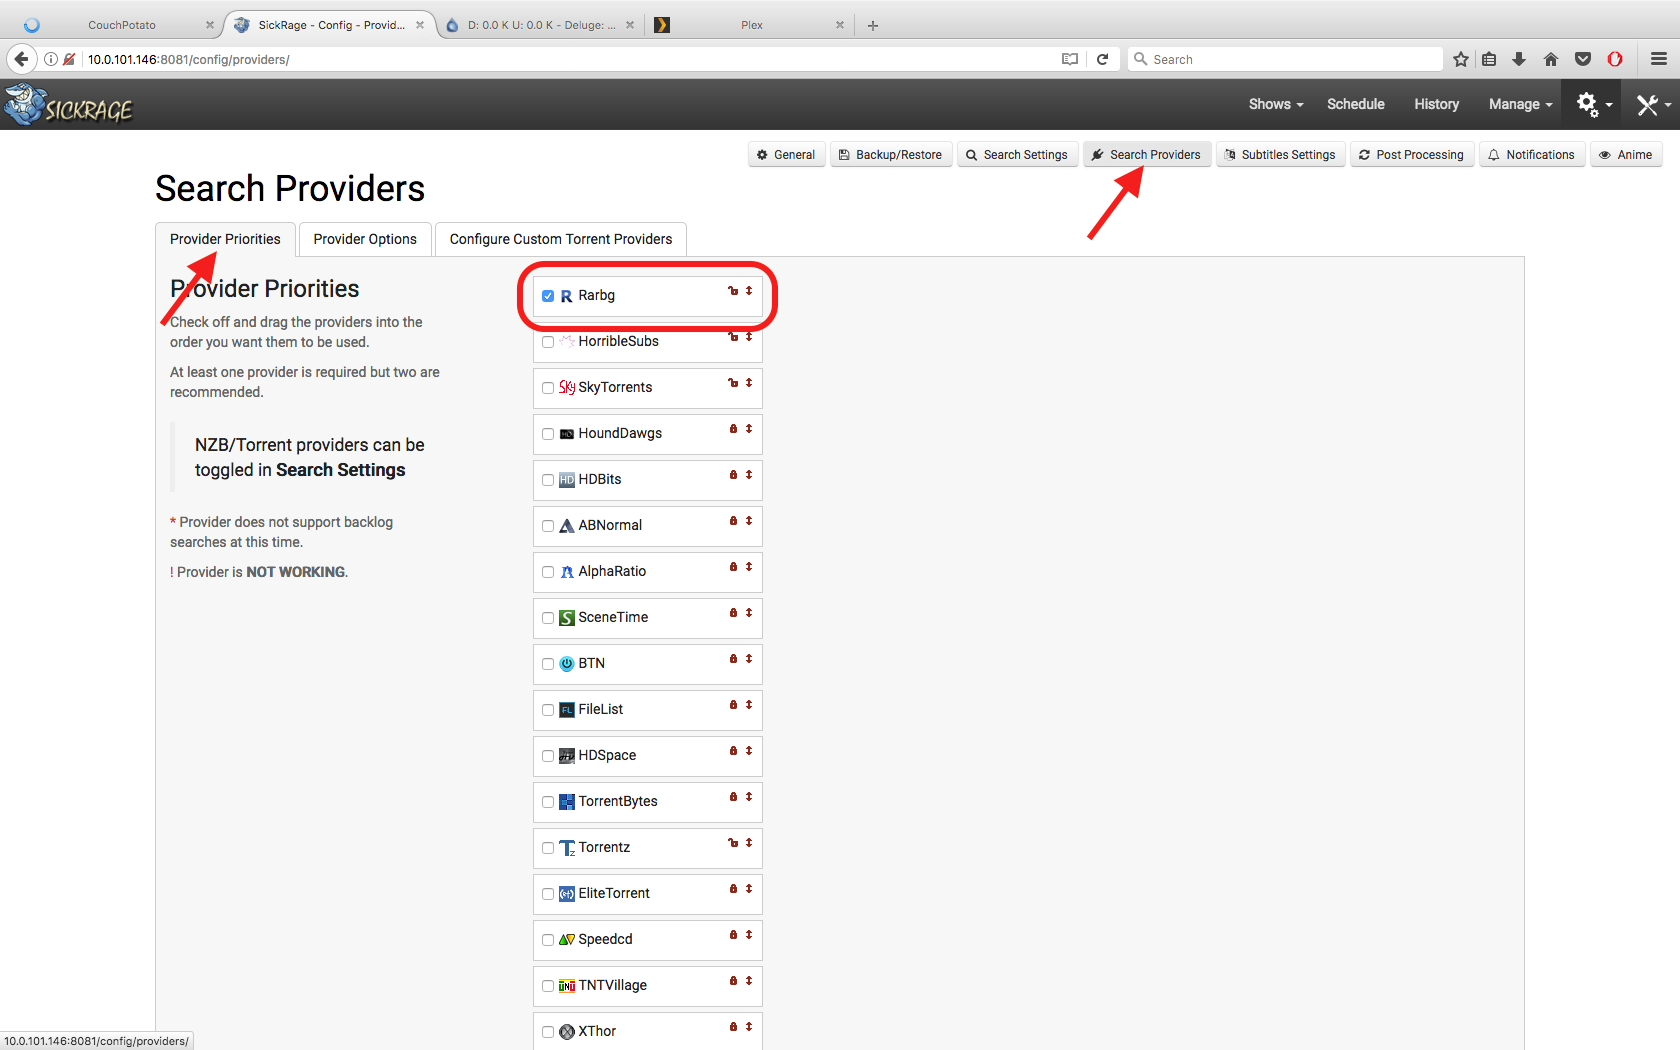 CouchPotato
SickRage - Config - Provid...
D: 0.0 K U: 0.0 K - Deluge: ...
Plex
10.0.101.146:8081/config/providers/
Search
SICKRAGE
Shows
Schedule
History
Manage
General
Backup/Restore
Search Settings
Search Providers
Subtitles Settings
Post Processing
Notifications
Anime
Search Providers
Provider Priorities
Provider Options
Configure Custom Torrent Providers
Provider Priorities
Check off and drag the providers into the
order you want them to be used.
At least one provider is required but two are
recommended.
NZB/Torrent providers can be
toggled in Search Settings
* Provider does not support backlog
searches at this time.
! Provider is NOT WORKING.
R Rarbg
HorribleSubs
Sky SkyTorrents
HD HoundDawgs
HD HDBits
ABNormal
AlphaRatio
S SceneTime
BTN
FL FileList
HDSpace
TorrentBytes
Tz Torrentz
EliteTorrent
Speedcd
TNT TNTVillage
XThor
10.0.101.146:8081/config/providers/